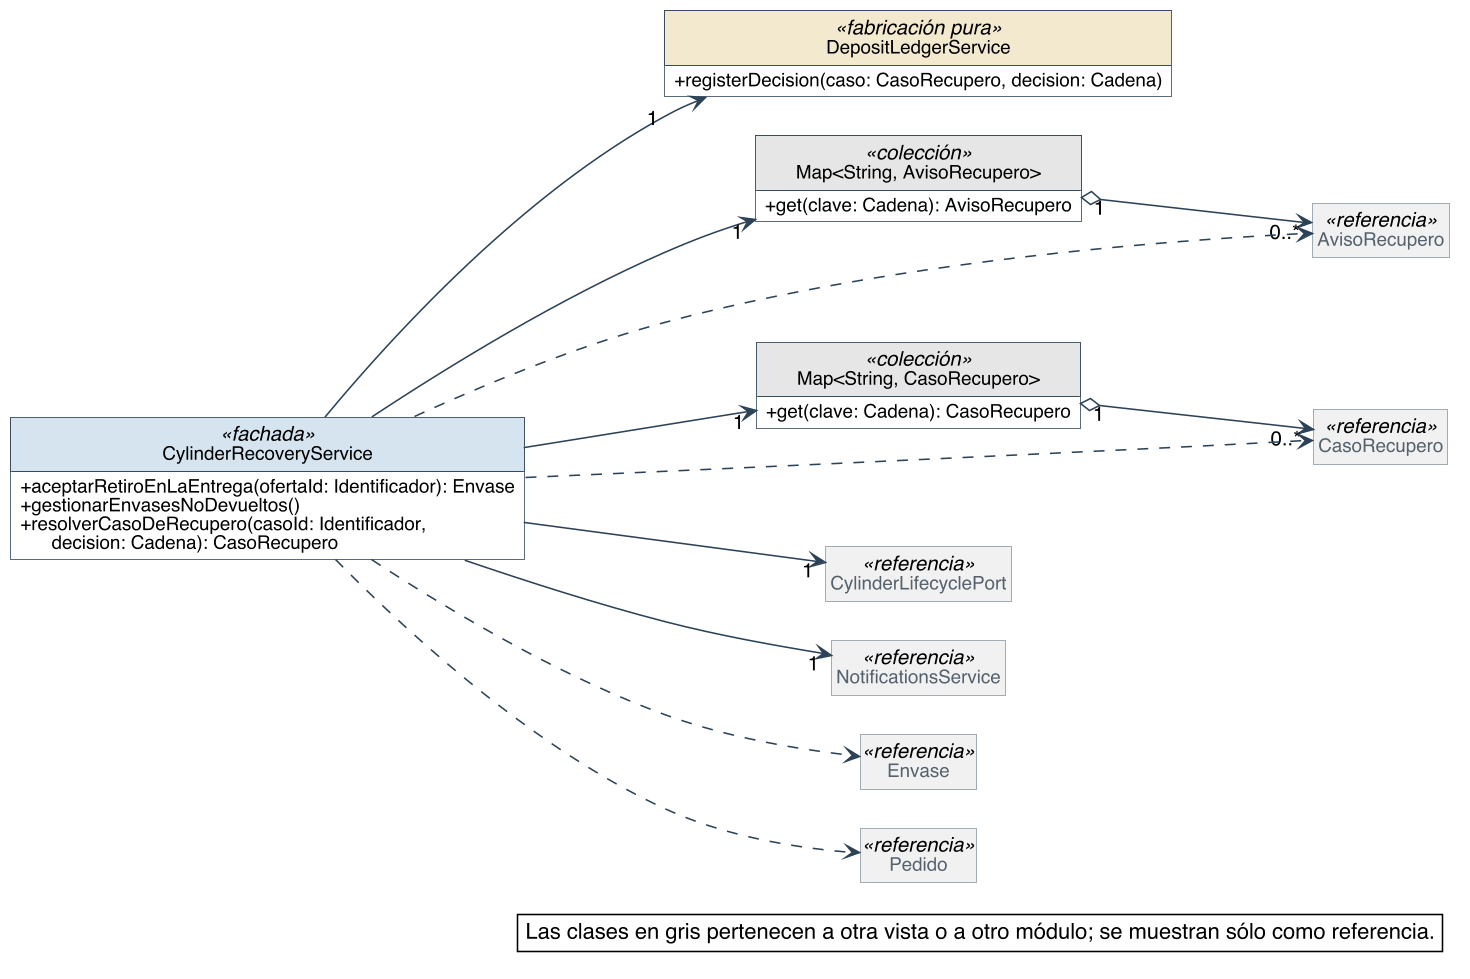 «fabricación pura»
DepositLedgerService
+registerDecision(caso: CasoRecupero, decision: Cadena)
1
«colección»
Map<String, AvisoRecupero>
+get(clave: Cadena): AvisoRecupero
1
1
0..*
«referencia»
AvisoRecupero
«colección»
Map<String, CasoRecupero>
+get(clave: Cadena): CasoRecupero
1
1
0..*
«referencia»
CasoRecupero
«fachada»
CylinderRecoveryService
+aceptarRetiroEnLaEntrega(ofertaId: Identificador): Envase
+gestionarEnvasesNoDevueltos()
+resolverCasoDeRecupero(casoId: Identificador,
decision: Cadena): CasoRecupero
1
«referencia»
CylinderLifecyclePort
1
«referencia»
NotificationsService
«referencia»
Envase
«referencia»
Pedido
Las clases en gris pertenecen a otra vista o a otro módulo; se muestran sólo como referencia.